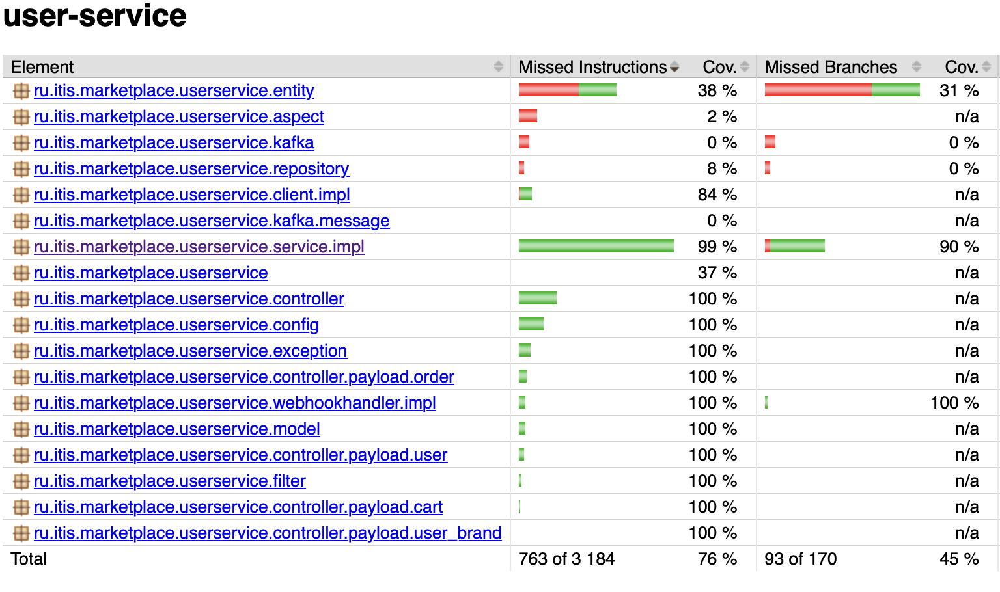 user-service
Element Missed Instructions Cov. Missed Branches Cov.
ru.itis.marketplace.userservice.entity 38 % 31 %
ru.itis.marketplace.userservice.aspect 2 % n/a
ru.itis.marketplace.userservice.kafka 0 % 0 %
ru.itis.marketplace.userservice.repository 8 % 0 %
ru.itis.marketplace.userservice.client.impl 84 % n/a
ru.itis.marketplace.userservice.kafka.message 0 % n/a
ru.itis.marketplace.userservice.service.impl 99 % 90 %
ru.itis.marketplace.userservice 37 % n/a
ru.itis.marketplace.userservice.controller 100 % n/a
ru.itis.marketplace.userservice.config 100 % n/a
ru.itis.marketplace.userservice.exception 100 % n/a
ru.itis.marketplace.userservice.controller.payload.order 100 % n/a
ru.itis.marketplace.userservice.webhookhandler.impl 100 % 100 %
ru.itis.marketplace.userservice.model 100 % n/a
ru.itis.marketplace.userservice.controller.payload.user 100 % n/a
ru.itis.marketplace.userservice.filter 100 % n/a
ru.itis.marketplace.userservice.controller.payload.cart 100 % n/a
ru.itis.marketplace.userservice.controller.payload.user_brand 100 % n/a
Total 763 of 3 184 76 % 93 of 170 45 %